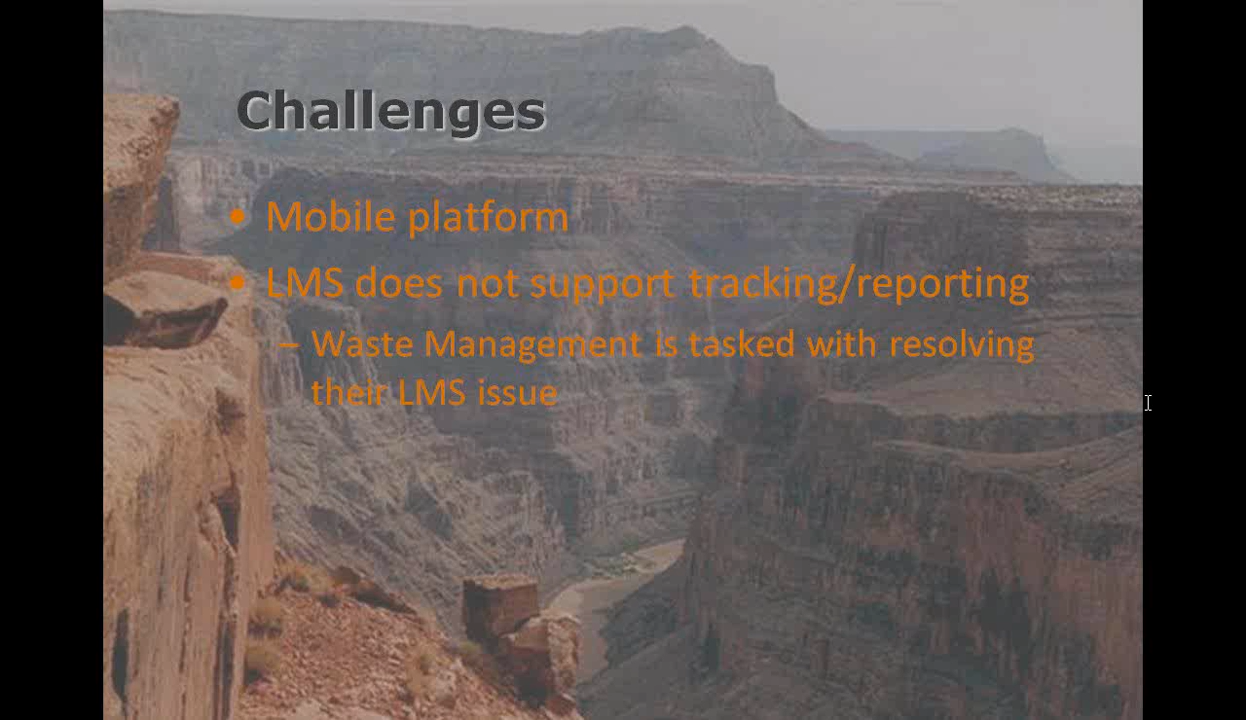 Challenges
• Mobile platform
• LMS does not support tracking/reporting
– Waste Management is tasked with resolving
their LMS issue